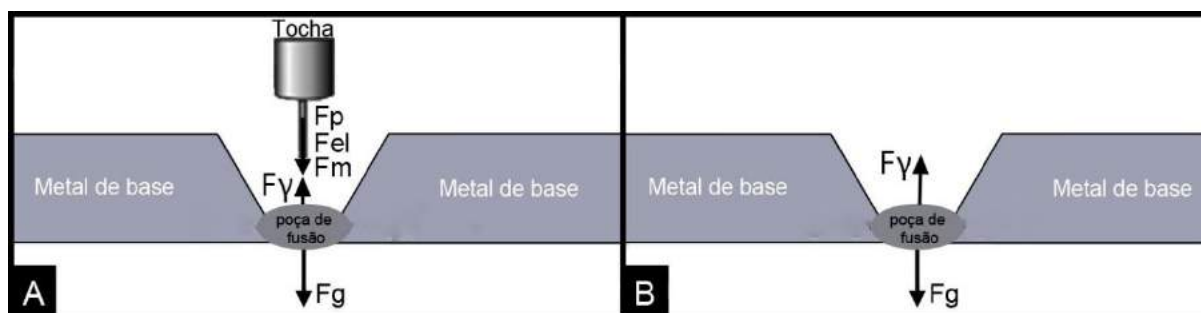 Tocha
Fp
Fel
Fm
Fγ
Metal de base
Metal de base
poça de
fusão
Fg
A
Fγ
Metal de base
Metal de base
poça de
fusão
Fg
B